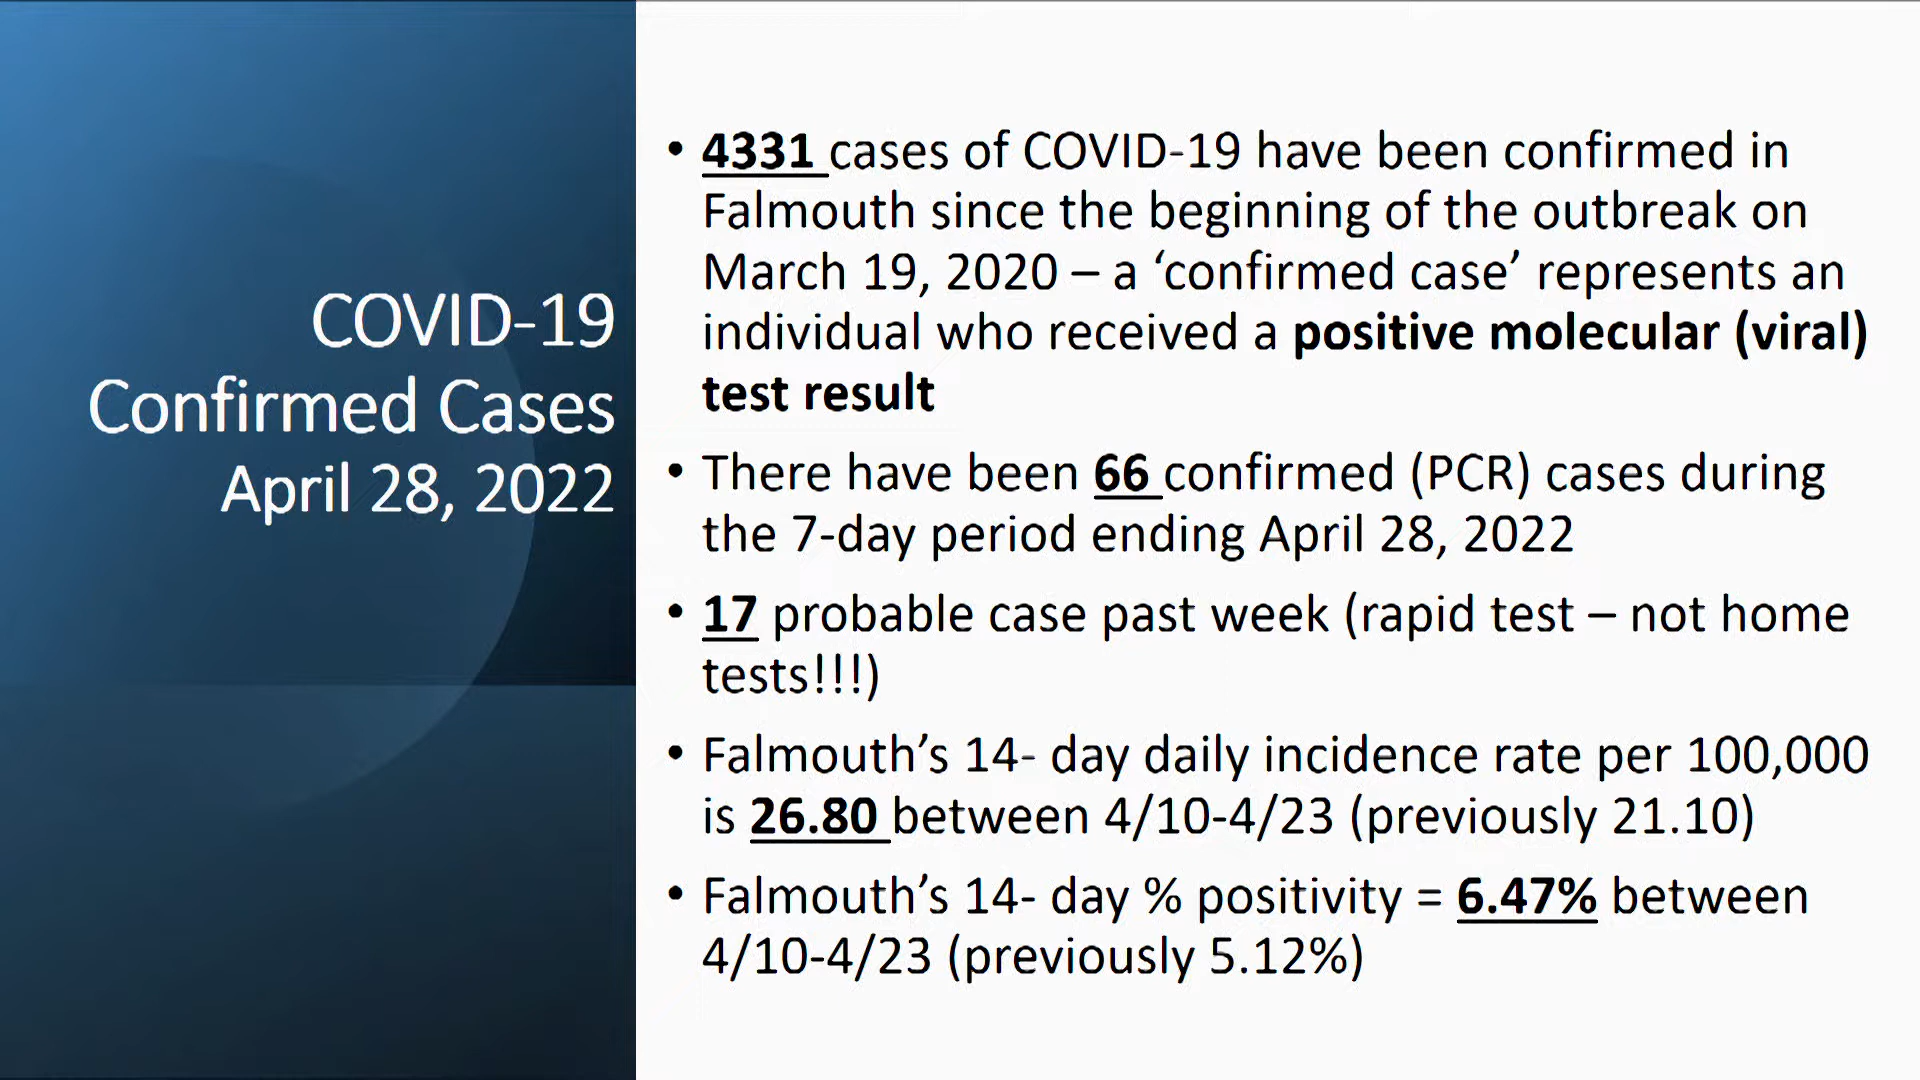 COVID-19
Confirmed Cases
April 28, 2022
• 4331 cases of COVID-19 have been confirmed in
Falmouth since the beginning of the outbreak on
March 19, 2020 – a ‘confirmed case’ represents an
individual who received a positive molecular (viral)
test result
• There have been 66 confirmed (PCR) cases during
the 7-day period ending April 28, 2022
• 17 probable case past week (rapid test – not home
tests!!!)
• Falmouth’s 14- day daily incidence rate per 100,000
is 26.80 between 4/10-4/23 (previously 21.10)
• Falmouth’s 14- day % positivity = 6.47% between
4/10-4/23 (previously 5.12%)